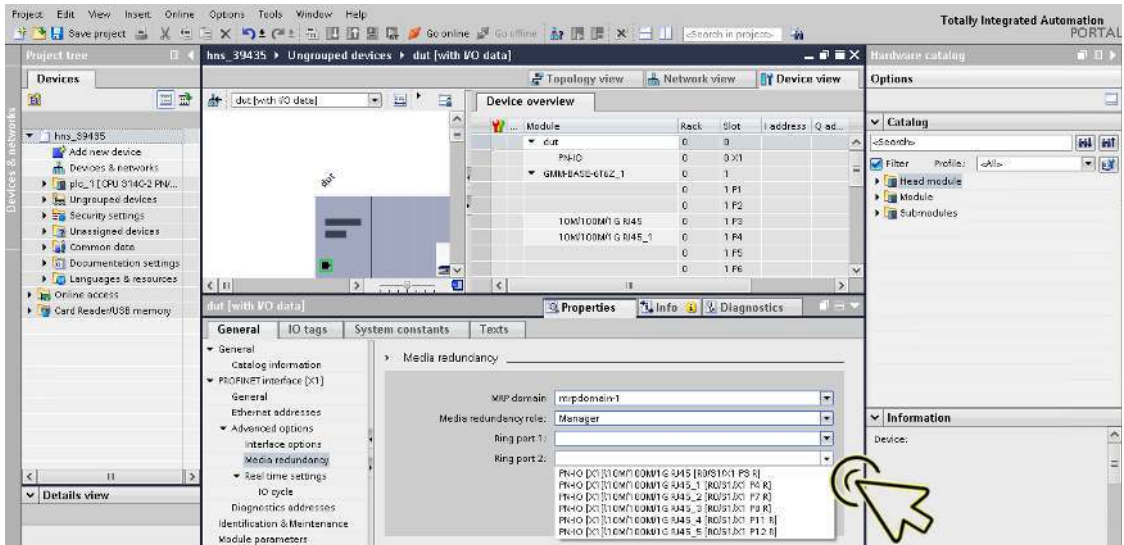 Project Edit View Insert Online Options Tools Window Help
Totally Integrated Automation
PORTAL
Save project
Go online
Go offline
<Search in project>
Project tree
hns_39435 Ungrouped devices dut [with I/O data]
Hardware catalog
Devices
Topology view
Network view
Device view
Options
dut [with I/O data]
Device overview
Devices & networks
... Module Rack Slot I address Q ad...
Catalog
dut 0 0
<Search>
PN-IO 0 0 X1
Filter Profile: <All>
GMM-BASE-6T6Z_1 0 1
Head module
0 1 P1
Module
0 1 P2
Submodules
10M/100M/1G RJ45 0 1 P3
10M/100M/1G RJ45_1 0 1 P4
0 1 P5
0 1 P6
hns_39435
Add new device
Devices & networks
plc_1 [CPU 314C-2 PN/...
Ungrouped devices
Security settings
Unassigned devices
Common data
Documentation settings
Languages & resources
Online access
Card Reader/USB memory
dut
dut [with I/O data]
Properties
Info
Diagnostics
General
IO tags
System constants
Texts
General
Catalog information
PROFINET interface [X1]
General
Ethernet addresses
Advanced options
Interface options
Media redundancy
Real time settings
IO cycle
Diagnostics addresses
Identification & Maintenance
Module parameters
Media redundancy
MRP domain mrpdomain-1
Media redundancy role: Manager
Ring port 1:
Ring port 2:
PN-IO [X1]\10M/100M/1G RJ45 [R0/S1/X1 P3 R]
PN-IO [X1]\10M/100M/1G RJ45_1 [R0/S1/X1 P4 R]
PN-IO [X1]\10M/100M/1G RJ45_2 [R0/S1/X1 P7 R]
PN-IO [X1]\10M/100M/1G RJ45_3 [R0/S1/X1 P8 R]
PN-IO [X1]\10M/100M/1G RJ45_4 [R0/S1/X1 P11 R]
PN-IO [X1]\10M/100M/1G RJ45_5 [R0/S1/X1 P12 R]
Information
Device:
Details view